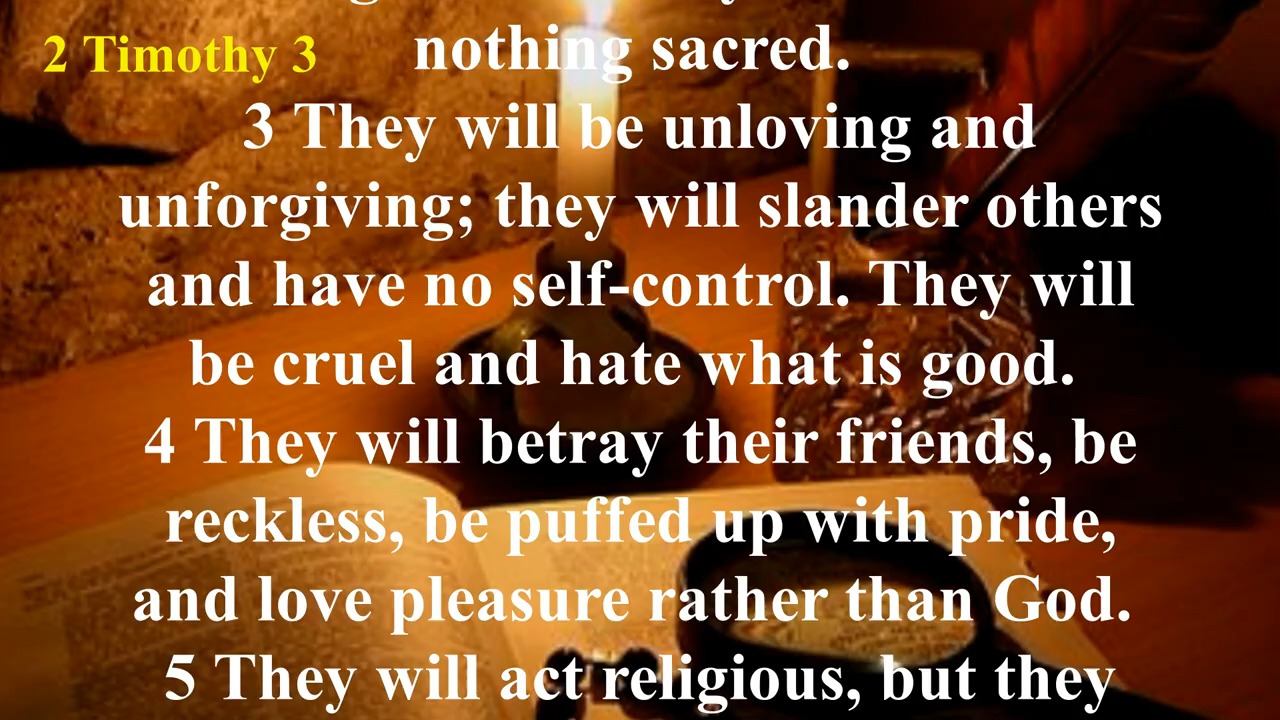 2 Timothy 3
nothing sacred.
3 They will be unloving and
unforgiving; they will slander others
and have no self-control. They will
be cruel and hate what is good.
4 They will betray their friends, be
reckless, be puffed up with pride,
and love pleasure rather than God.
5 They will act religious, but they